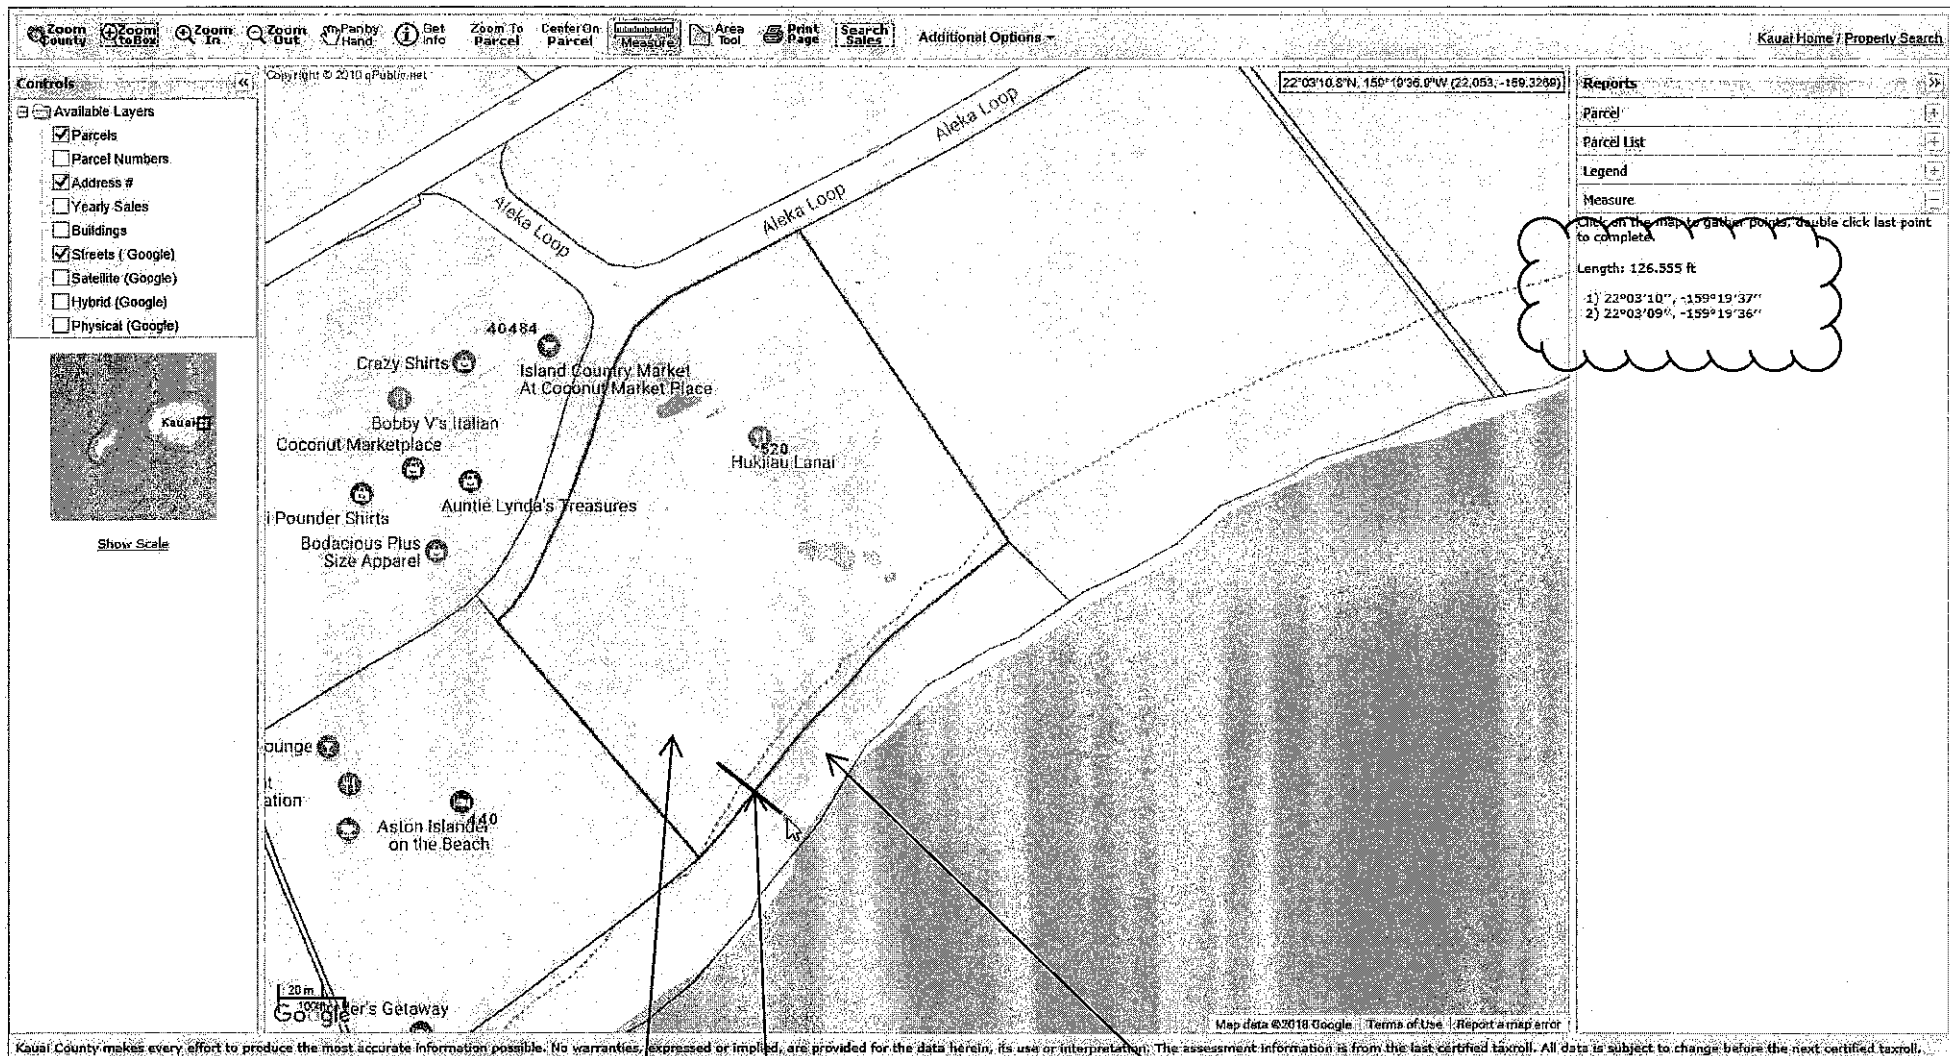 Zoom County
Zoom toBox
Zoom In
Zoom Out
Pan by Hand
Get Info
Zoom To Parcel
Center On Parcel
Measure
Area Tool
Print Page
Search Sales
Additional Options
Kauai Home / Property Search
Controls
Available Layers
Parcels
Parcel Numbers
Address #
Yearly Sales
Buildings
Streets ( Google)
Satellite (Google)
Hybrid (Google)
Physical (Google)
Kauai
Show Scale
Copyright © 2010 qPublic.net
22°03'10.8"N, 159°19'36.9"W (22.053, -159.3269)
Aleka Loop
Aleka Loop
Aleka Loop
40484
Crazy Shirts
Island Country Market
At Coconut Market Place
Bobby V's Italian
Coconut Marketplace
520
Hukilau Lanai
Auntie Lynda's Treasures
i Pounder Shirts
Bodacious Plus
Size Apparel
ounge
t
ation
440
Aston Islander
on the Beach
20 m
100 ft
Google
er's Getaway
Map data ©2018 Google
Terms of Use
Report a map error
Reports
Parcel
Parcel List
Legend
Measure
Click on the map to gather points, double click last point
to complete.
Length: 126.555 ft
1) 22°03'10'', -159°19'37''
2) 22°03'09'', -159°19'36''
Kauai County makes every effort to produce the most accurate information possible. No warranties, expressed or implied, are provided for the data herein, its use or interpretation. The assessment information is from the last certified taxroll. All data is subject to change before the next certified taxroll.